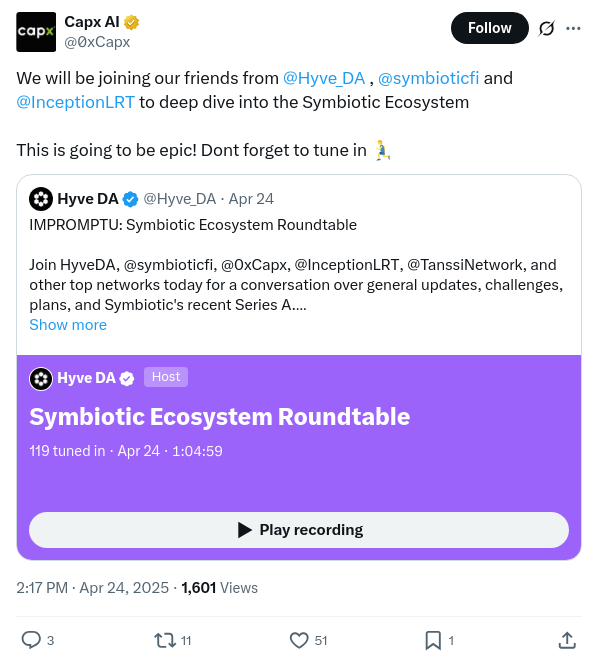 capx
Capx AI
@0xCapx
Follow
We will be joining our friends from @Hyve_DA , @symbioticfi and
@InceptionLRT to deep dive into the Symbiotic Ecosystem
This is going to be epic! Dont forget to tune in
Hyve DA @Hyve_DA · Apr 24
IMPROMPTU: Symbiotic Ecosystem Roundtable
Join HyveDA, @symbioticfi, @0xCapx, @InceptionLRT, @TanssiNetwork, and
other top networks today for a conversation over general updates, challenges,
plans, and Symbiotic's recent Series A....
Show more
Hyve DA Host
Symbiotic Ecosystem Roundtable
119 tuned in · Apr 24 · 1:04:59
Play recording
2:17 PM · Apr 24, 2025 · 1,601 Views
3 11 51 1